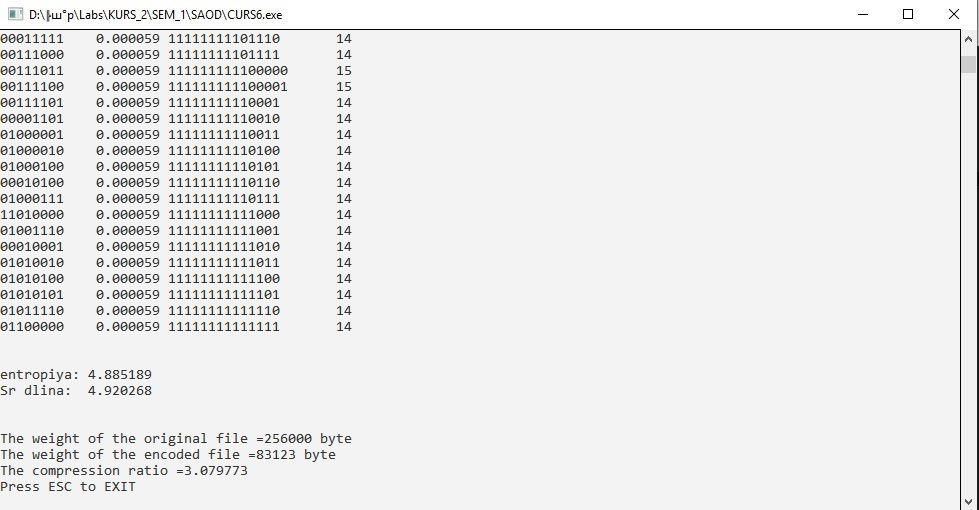 D:\╠ш°р\Labs\KURS_2\SEM_1\SAOD\CURS6.exe
00011111 0.000059 11111111101110 14
00111000 0.000059 11111111101111 14
00111011 0.000059 111111111100000 15
00111100 0.000059 111111111100001 15
00111101 0.000059 11111111110001 14
00001101 0.000059 11111111110010 14
01000001 0.000059 11111111110011 14
01000010 0.000059 11111111110100 14
01000100 0.000059 11111111110101 14
00010100 0.000059 11111111110110 14
01000111 0.000059 11111111110111 14
11010000 0.000059 11111111111000 14
01001110 0.000059 11111111111001 14
00010001 0.000059 11111111111010 14
01010010 0.000059 11111111111011 14
01010100 0.000059 11111111111100 14
01010101 0.000059 11111111111101 14
01011110 0.000059 11111111111110 14
01100000 0.000059 11111111111111 14
entropiya: 4.885189
Sr dlina: 4.920268
The weight of the original file =256000 byte
The weight of the encoded file =83123 byte
The compression ratio =3.079773
Press ESC to EXIT